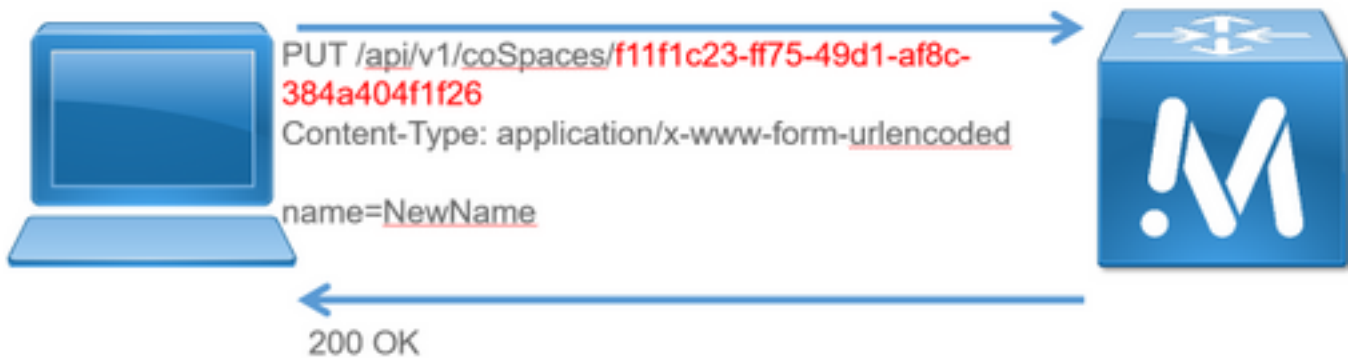 PUT /api/v1/coSpaces/f11f1c23-ff75-49d1-af8c-
384a404f1f26
Content-Type: application/x-www-form-urlencoded
name=NewName
200 OK